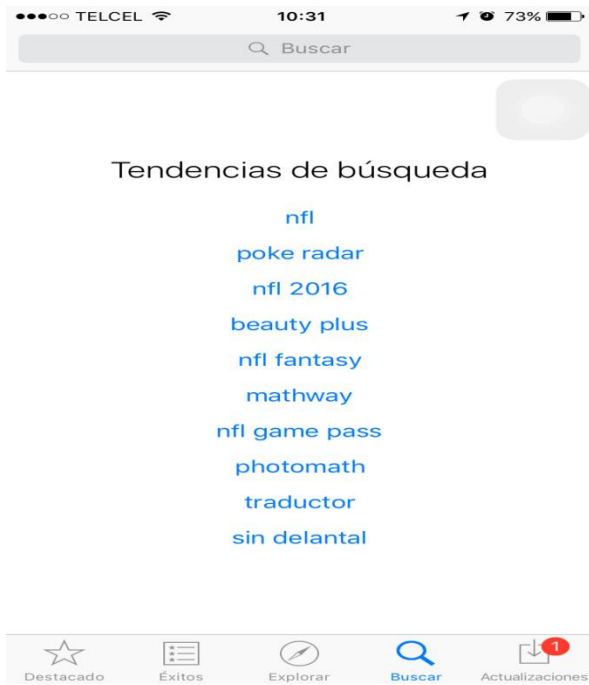 TELCEL 10:31 73%
Buscar
Tendencias de búsqueda
nfl
poke radar
nfl 2016
beauty plus
nfl fantasy
mathway
nfl game pass
photomath
traductor
sin delantal
1
Destacado Éxitos Explorar Buscar Actualizaciones